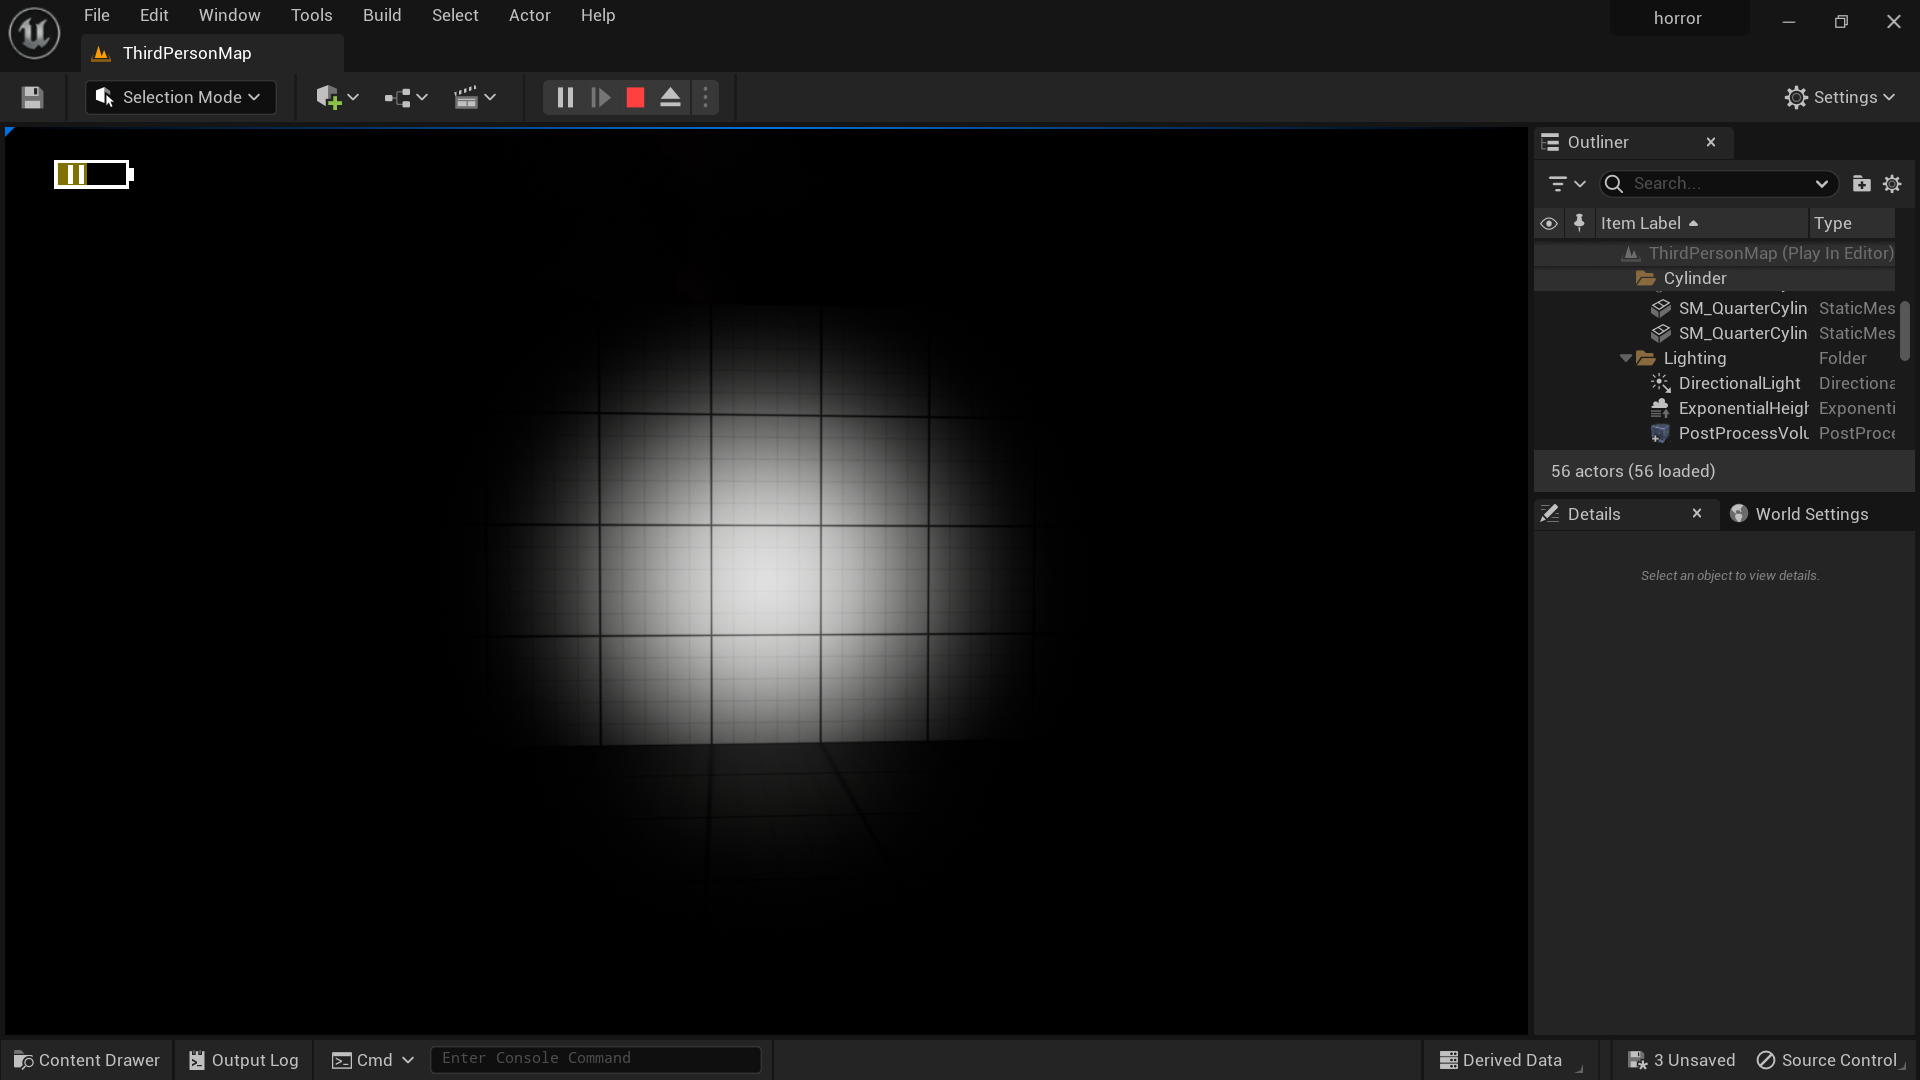 File Edit Window Tools Build Select Actor Help
horror
ThirdPersonMap
Selection Mode
Settings
Outliner
Search...
Item Label Type
ThirdPersonMap (Play In Editor)
Cylinder
SM_QuarterCylin StaticMes
SM_QuarterCylin StaticMes
Lighting Folder
DirectionalLight Directiona
ExponentialHeigh Exponenti
PostProcessVolu PostProce
56 actors (56 loaded)
Details World Settings
Select an object to view details.
Content Drawer Output Log Cmd Enter Console Command Derived Data 3 Unsaved Source Control